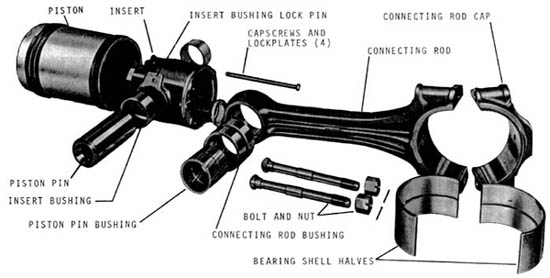 PISTON
INSERT
INSERT BUSHING LOCK PIN
CAPSCREWS AND
LOCKPLATES (4)
CONNECTING ROD CAP
CONNECTING ROD
PISTON PIN
INSERT BUSHING
PISTON PIN BUSHING
BOLT AND NUT
CONNECTING ROD BUSHING
BEARING SHELL HALVES